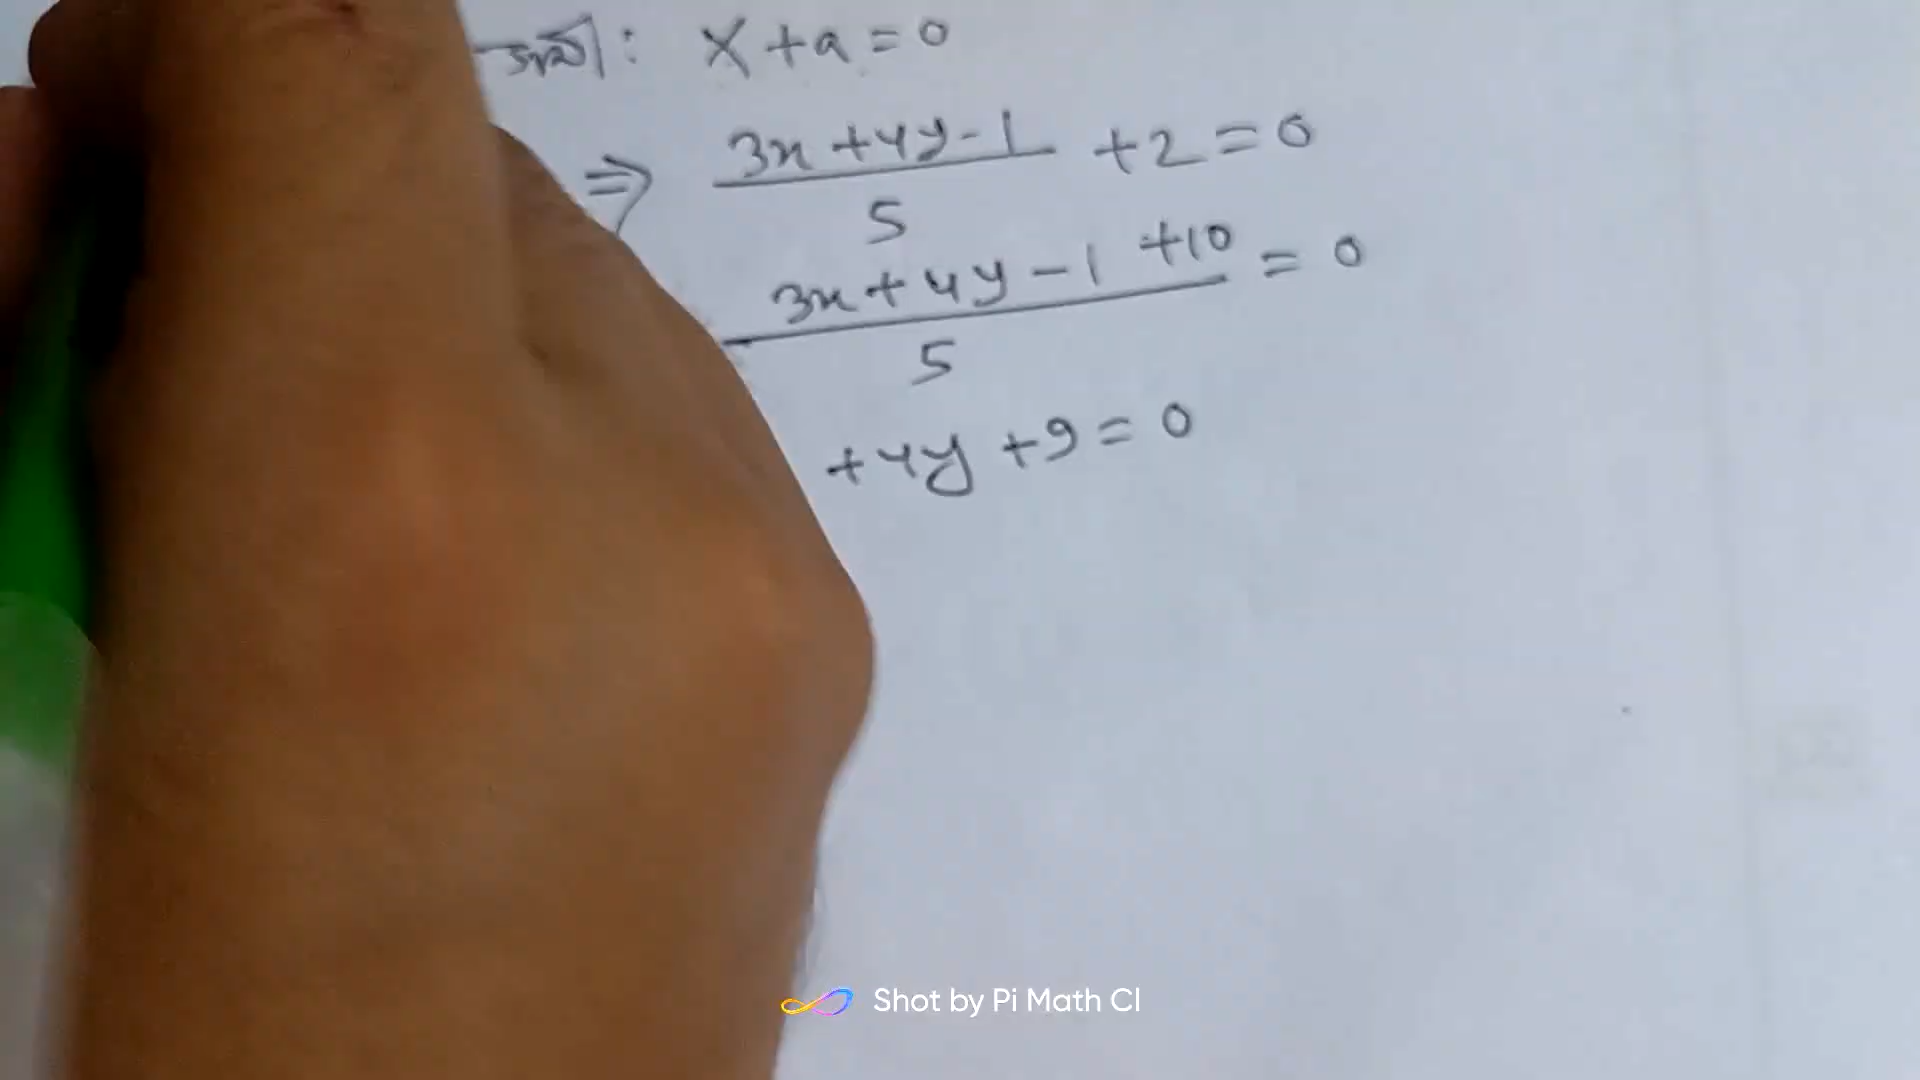 X + a = 0
⇒ (3x + 4y - 1)/5 + 2 = 0
(3x + 4y - 1 + 10)/5 = 0
+ 4y + 9 = 0
Shot by Pi Math Cl